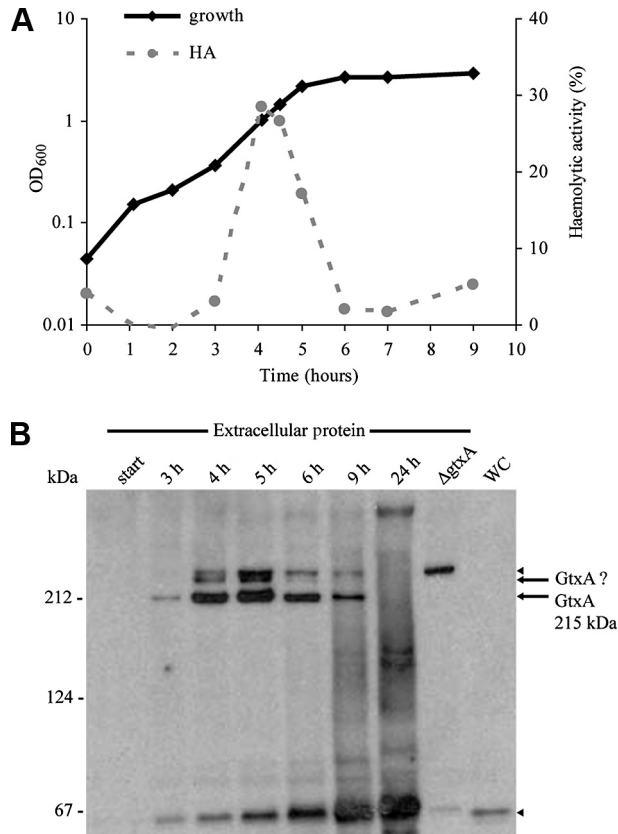 A
growth
HA
10
1
0.1
0.01
OD600
40
30
20
10
0
Haemolytic activity (%)
0 1 2 3 4 5 6 7 8 9 10
Time (hours)
B
Extracellular protein
kDa
start 3 h 4 h 5 h 6 h 9 h 24 h ΔgtxA WC
212 -
124 -
67 -
GtxA ?
GtxA
215 kDa